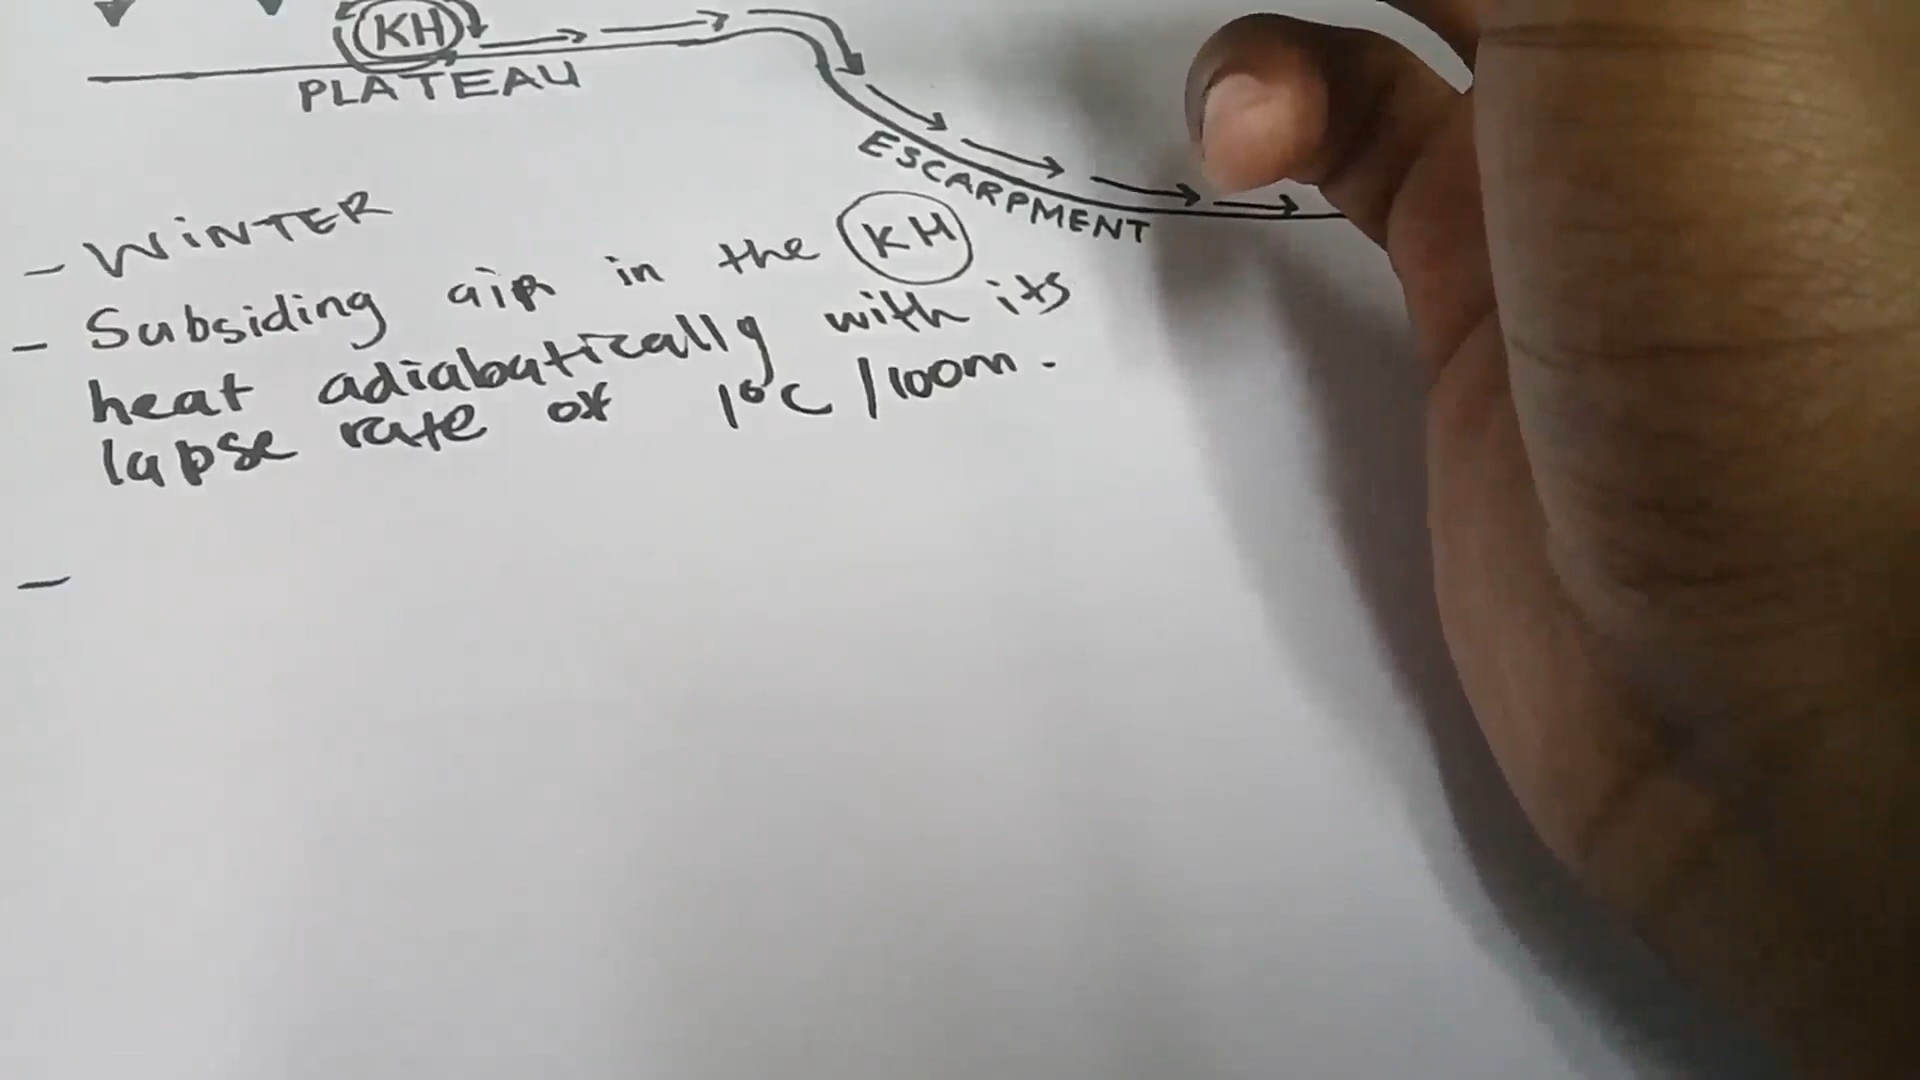 KH
PLATEAU
ESCARPMENT
- WINTER
- Subsiding air in the KH
heat adiabatically with its
lapse rate of 1°C /100m.
-